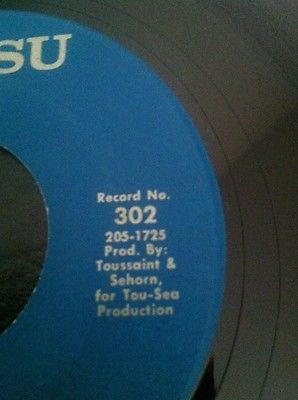 SU
Record No.
302
205-1725
Prod. By:
Toussaint &
Sehorn,
for Tou-Sea
Production